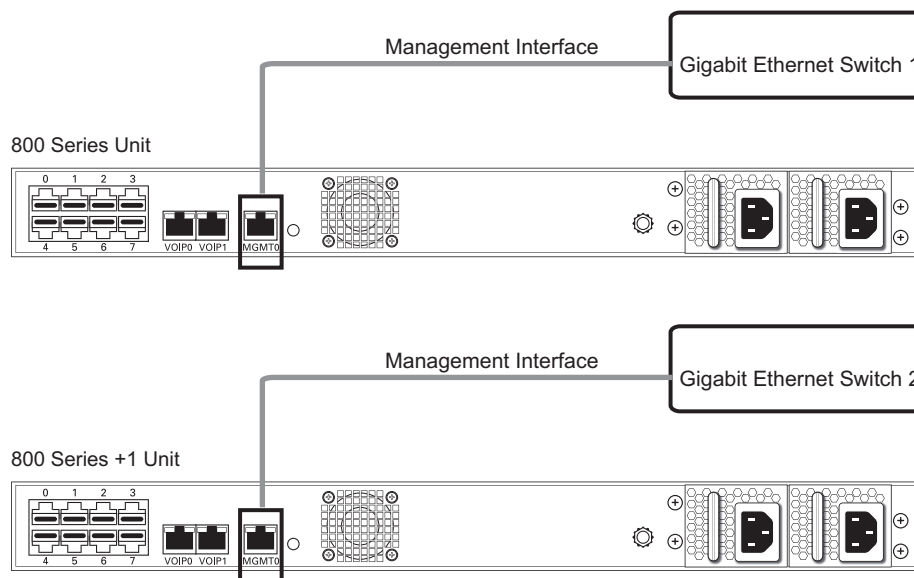 Management Interface
Gigabit Ethernet Switch 1
800 Series Unit
0 1 2 3
4 5 6 7
VOIP0 VOIP1 MGMT0
Management Interface
Gigabit Ethernet Switch 2
800 Series +1 Unit
0 1 2 3
4 5 6 7
VOIP0 VOIP1 MGMT0